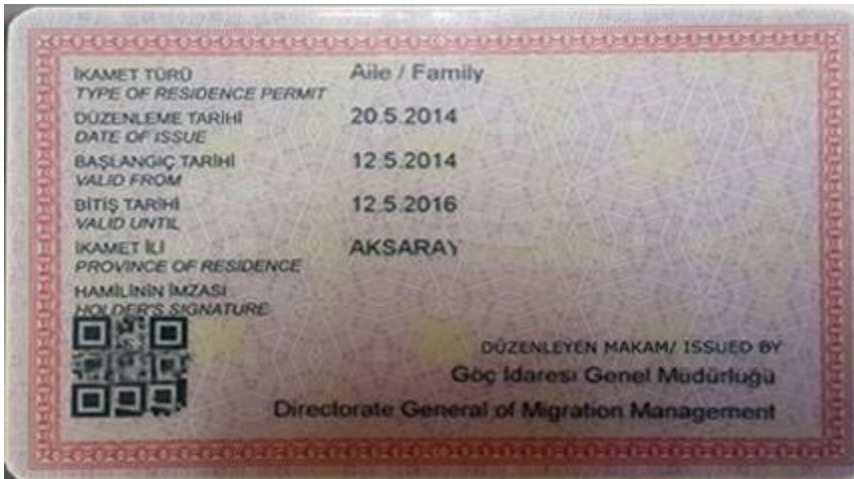 İKAMET TÜRÜ Aile / Family
TYPE OF RESIDENCE PERMIT
DÜZENLEME TARİHİ 20.5.2014
DATE OF ISSUE
BAŞLANGIÇ TARİHİ 12.5.2014
VALID FROM
BİTİŞ TARİHİ 12.5.2016
VALID UNTIL
İKAMET İLİ AKSARAY
PROVINCE OF RESIDENCE
HAMİLİNİN İMZASI
HOLDER'S SIGNATURE
DÜZENLEYEN MAKAM/ ISSUED BY
Göç İdaresi Genel Müdürlüğü
Directorate General of Migration Management